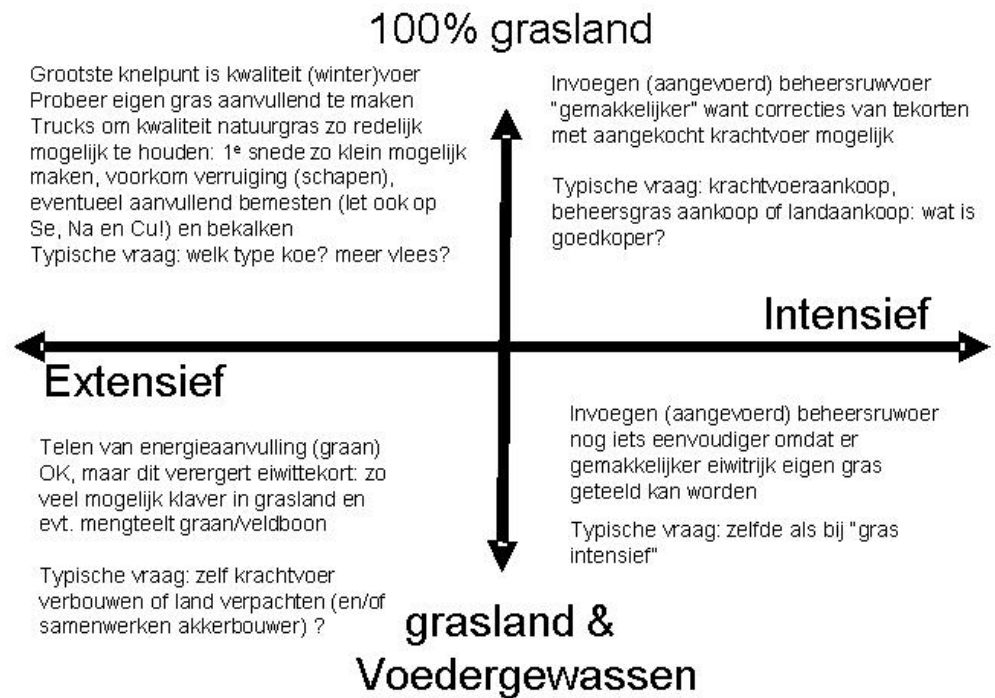 100% grasland
Grootste knelpunt is kwaliteit (winter)voer
Probeer eigen gras aanvullend te maken
Trucks om kwaliteit natuurgras zo redelijk
mogelijk te houden: 1e snede zo klein mogelijk
maken, voorkom verruiging (schapen),
eventueel aanvullend bemesten (let ook op
Se, Na en Cu!) en bekalken
Typische vraag: welk type koe? meer vlees?
Invoegen (aangevoerd) beheersruwvoer
"gemakkelijker" want correcties van tekorten
met aangekocht krachtvoer mogelijk
Typische vraag: krachtvoeraankoop,
beheersgras aankoop of landaankoop: wat is
goedkoper?
Intensief
Extensief
Telen van energieaanvulling (graan)
OK, maar dit verergert eiwittekort: zo
veel mogelijk klaver in grasland en
evt. mengteelt graan/veldboon
Typische vraag: zelf krachtvoer
verbouwen of land verpachten (en/of
samenwerken akkerbouwer) ?
Invoegen (aangevoerd) beheersruwvoer
nog iets eenvoudiger omdat er
gemakkelijker eiwitrijk eigen gras
geteeld kan worden
Typische vraag: zelfde als bij "gras
intensief"
grasland &
Voedergewassen